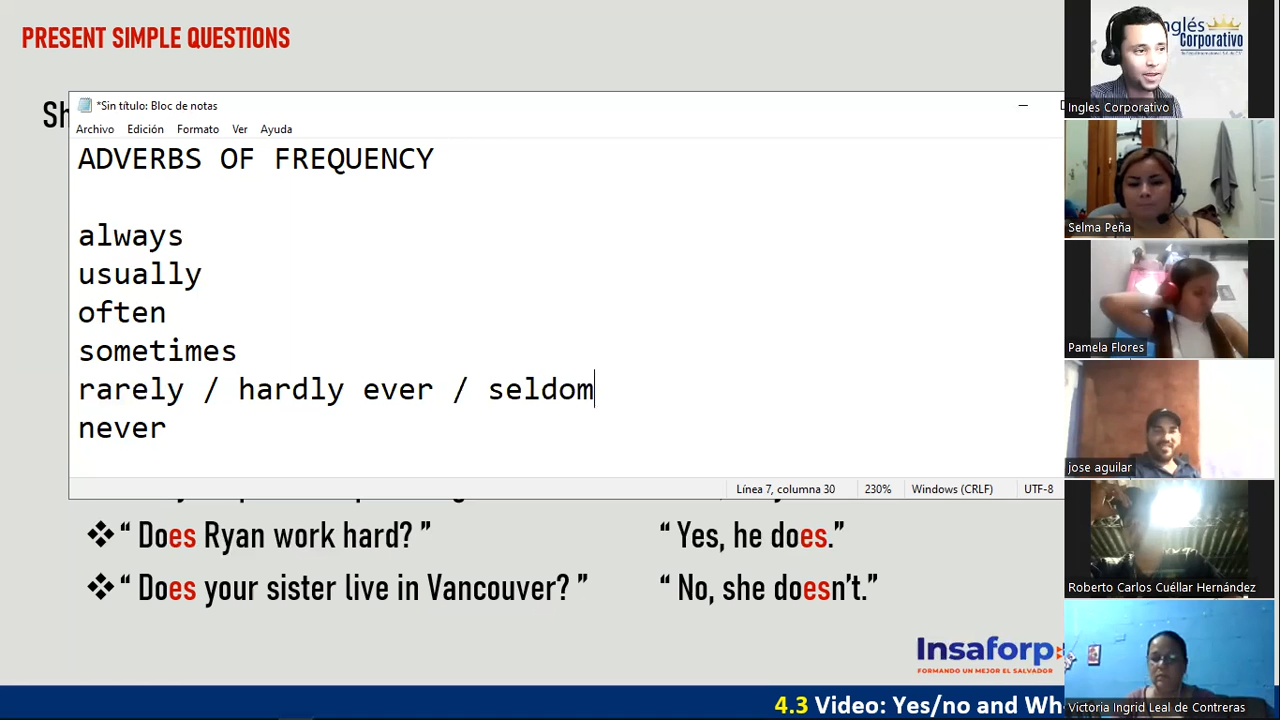 PRESENT SIMPLE QUESTIONS
Sh
*Sin título: Bloc de notas
Archivo Edición Formato Ver Ayuda
ADVERBS OF FREQUENCY
always
usually
often
sometimes
rarely / hardly ever / seldom
never
Línea 7, columna 30 230% Windows (CRLF) UTF-8
❖ “ Does Ryan work hard? ” “ Yes, he does.”
❖ “ Does your sister live in Vancouver? ” “ No, she doesn’t.”
Insaforp
FORMANDO UN MEJOR EL SALVADOR
4.3 Video: Yes/no and Wh
Inglés
Corporativo
Ingles Corporativo
Selma Peña
Pamela Flores
jose aguilar
Roberto Carlos Cuéllar Hernández
Victoria Ingrid Leal de Contreras